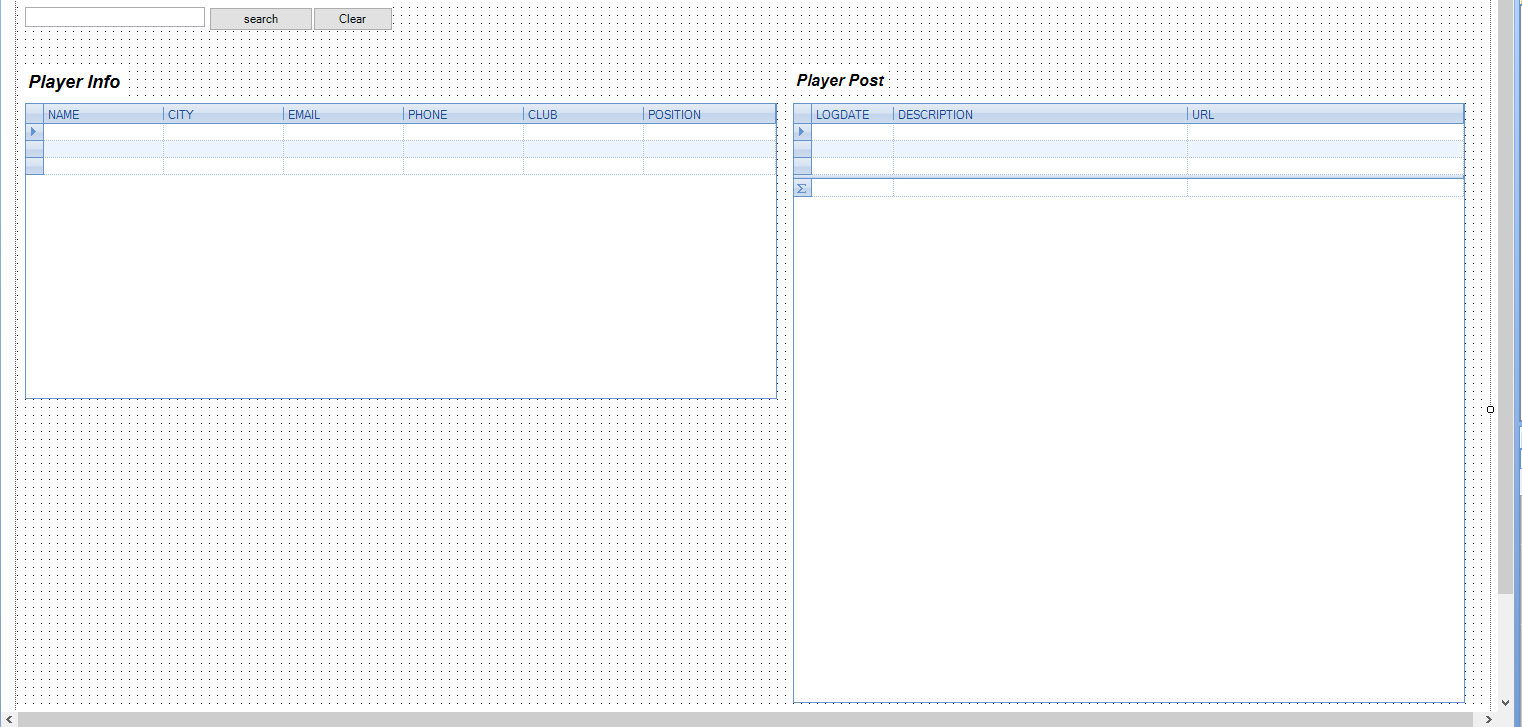 search Clear
Player Info
Player Post
NAME CITY EMAIL PHONE CLUB POSITION
LOGDATE DESCRIPTION URL
Σ